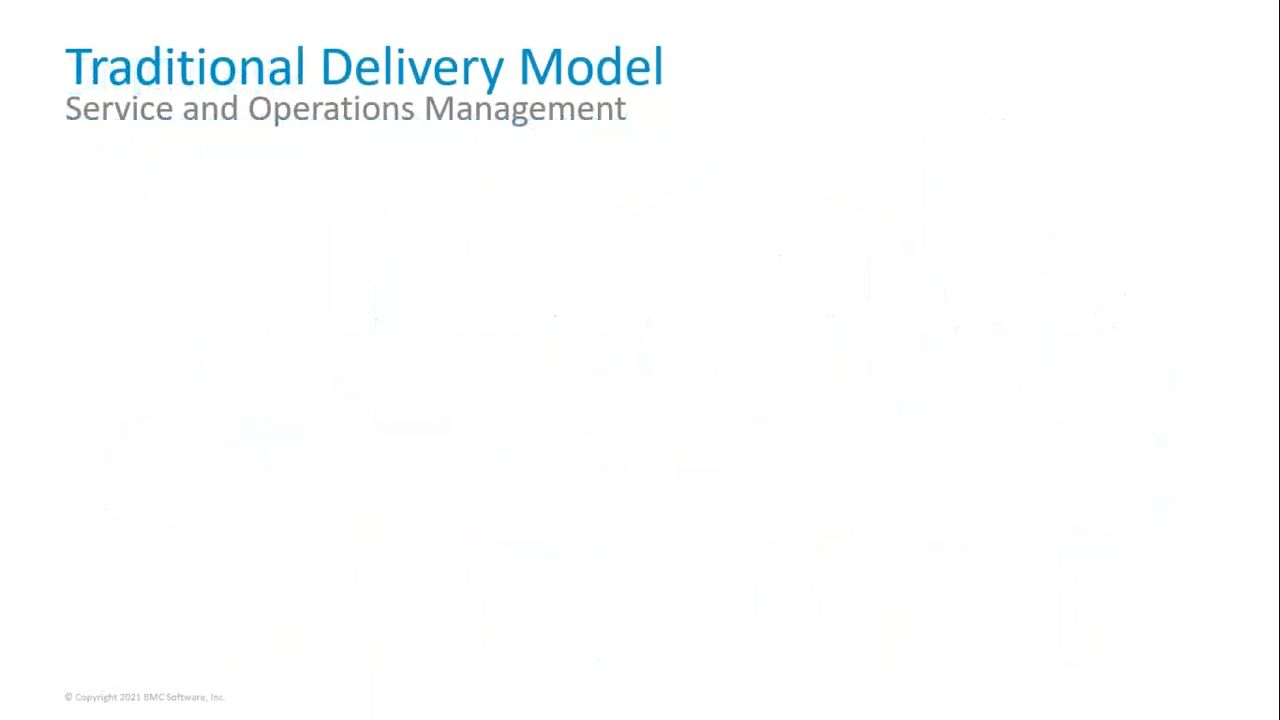 Traditional Delivery Model
Service and Operations Management
© Copyright 2021 BMC Software, Inc.